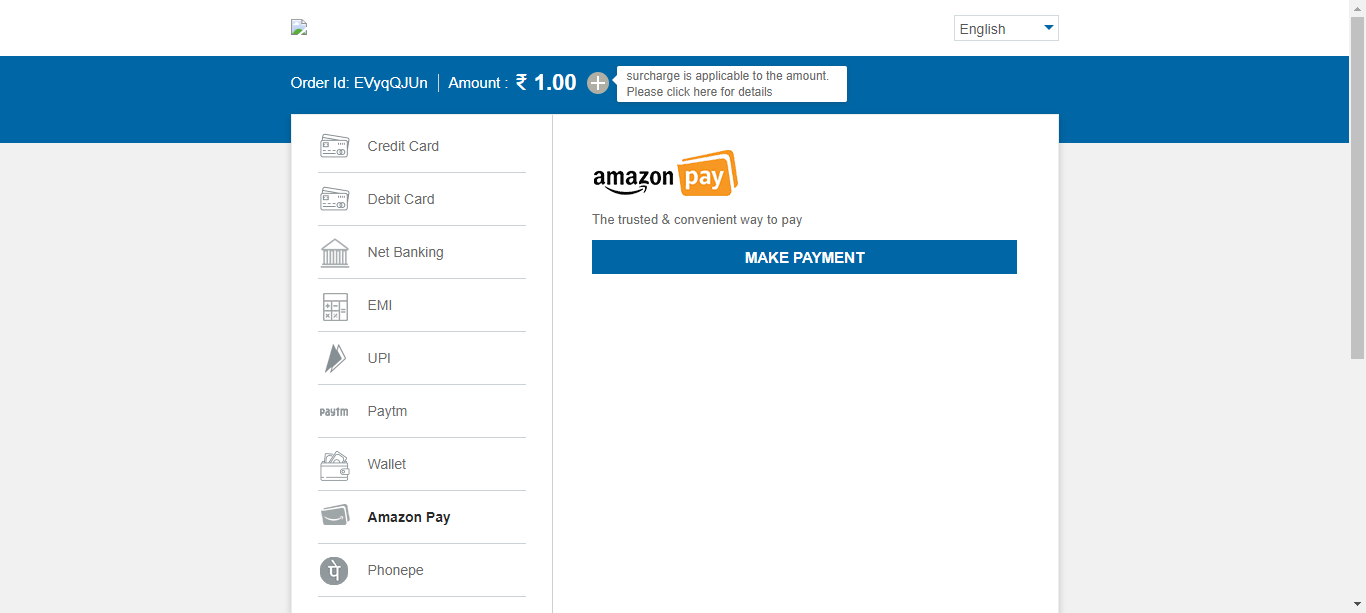 English
Order Id: EVyqQJUn
Amount : ₹ 1.00
surcharge is applicable to the amount.
Please click here for details
Credit Card
Debit Card
Net Banking
EMI
UPI
paytm Paytm
Wallet
Amazon Pay
पे Phonepe
amazon pay
The trusted & convenient way to pay
MAKE PAYMENT